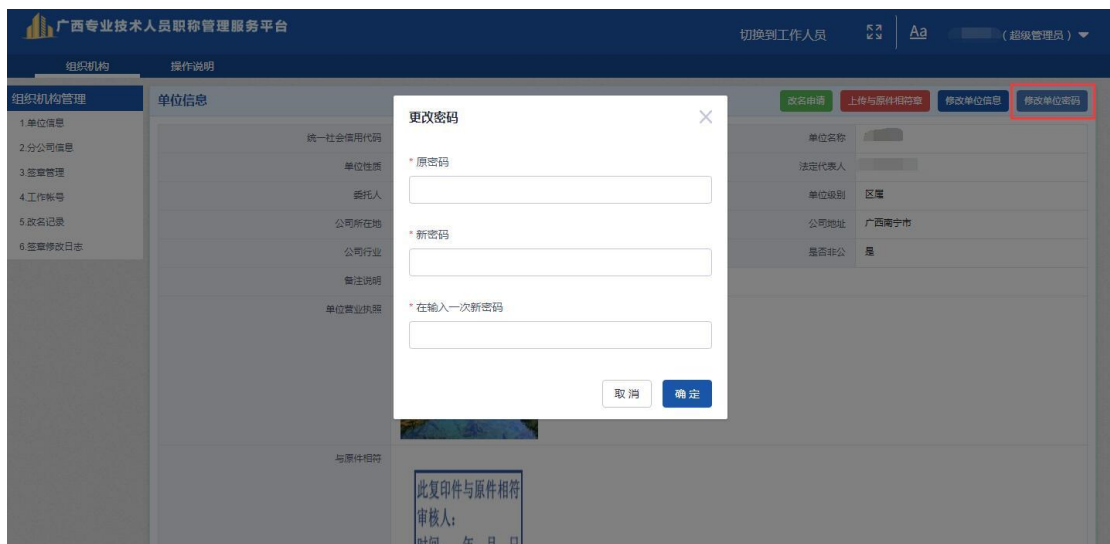 广西专业技术人员职称管理服务平台
切换到工作人员
Aa
(超级管理员)
组织机构
操作说明
组织机构管理
1.单位信息
2.分公司信息
3.签章管理
4.工作帐号
5.改名记录
6.签章修改日志
单位信息
改名申请
上传与原件相符章
修改单位信息
修改单位密码
统一社会信用代码
单位名称
单位性质
法定代表人
委托人
单位级别
区属
公司所在地
公司地址
广西南宁市
公司行业
是否非公
是
备注说明
单位营业执照
与原件相符
更改密码
* 原密码
* 新密码
* 在输入一次新密码
取 消
确 定
此复印件与原件相符
审核人:
时间 年 月 日